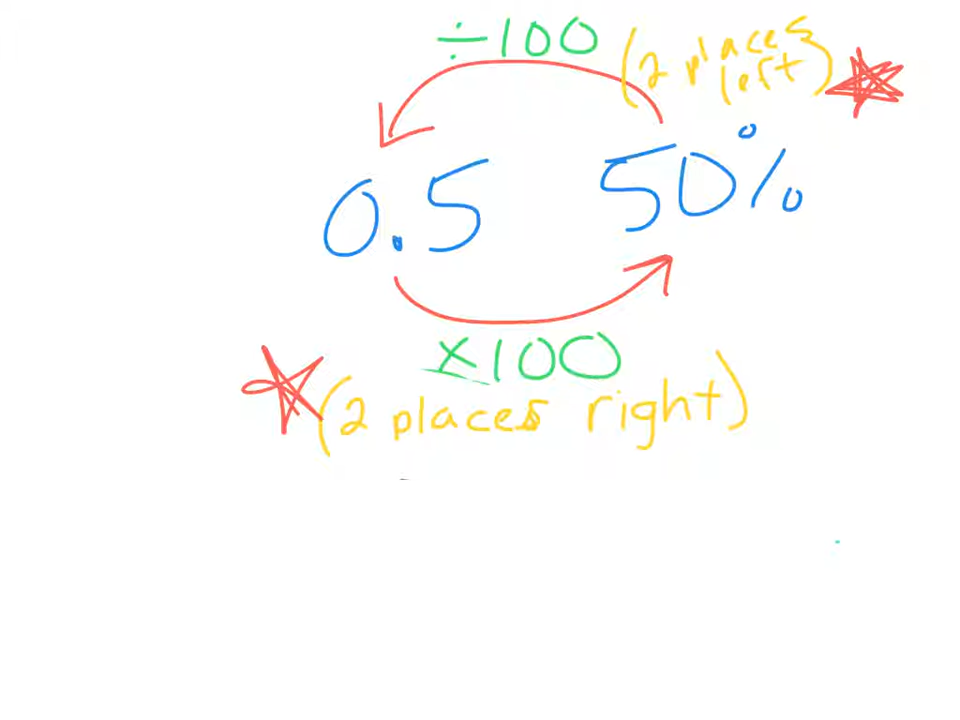 ÷100 (2 places
left)
0.5 50%
×100
(2 places right)